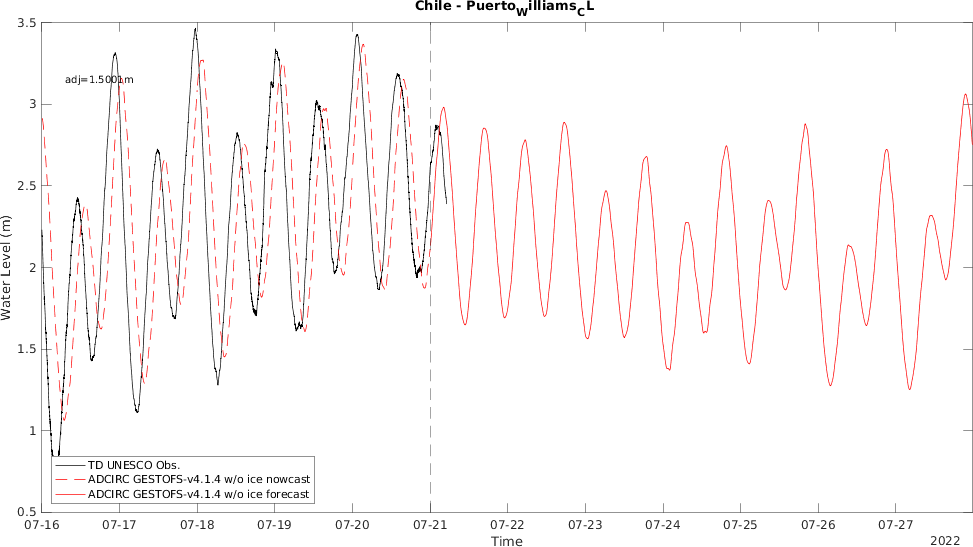 Chile - PuertoWilliamsCL
adj=1.5001m
Water Level (m)
3.5
3
2.5
2
1.5
1
0.5
TD UNESCO Obs.
ADCIRC GESTOFS-v4.1.4 w/o ice nowcast
ADCIRC GESTOFS-v4.1.4 w/o ice forecast
07-16 07-17 07-18 07-19 07-20 07-21 07-22 07-23 07-24 07-25 07-26 07-27
Time
2022